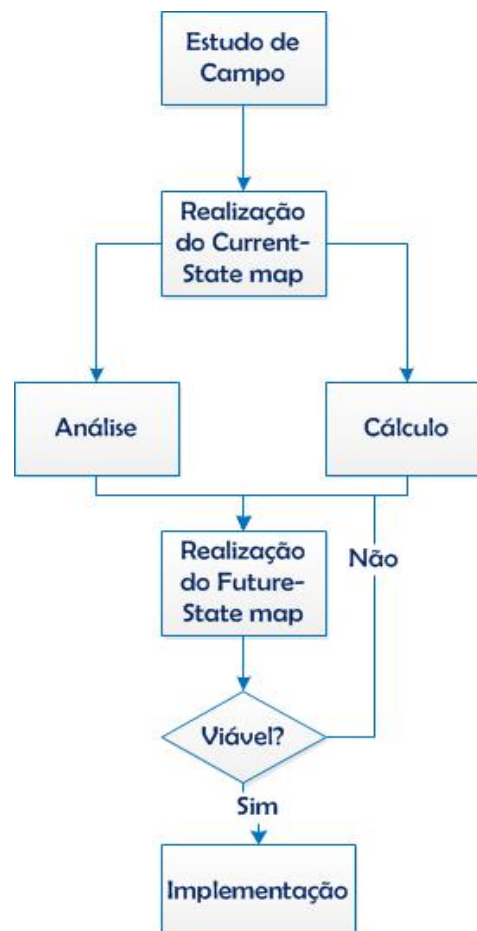 Estudo de
Campo
Realização
do Current-
State map
Análise
Cálculo
Realização
do Future-
State map
Não
Viável?
Sim
Implementação